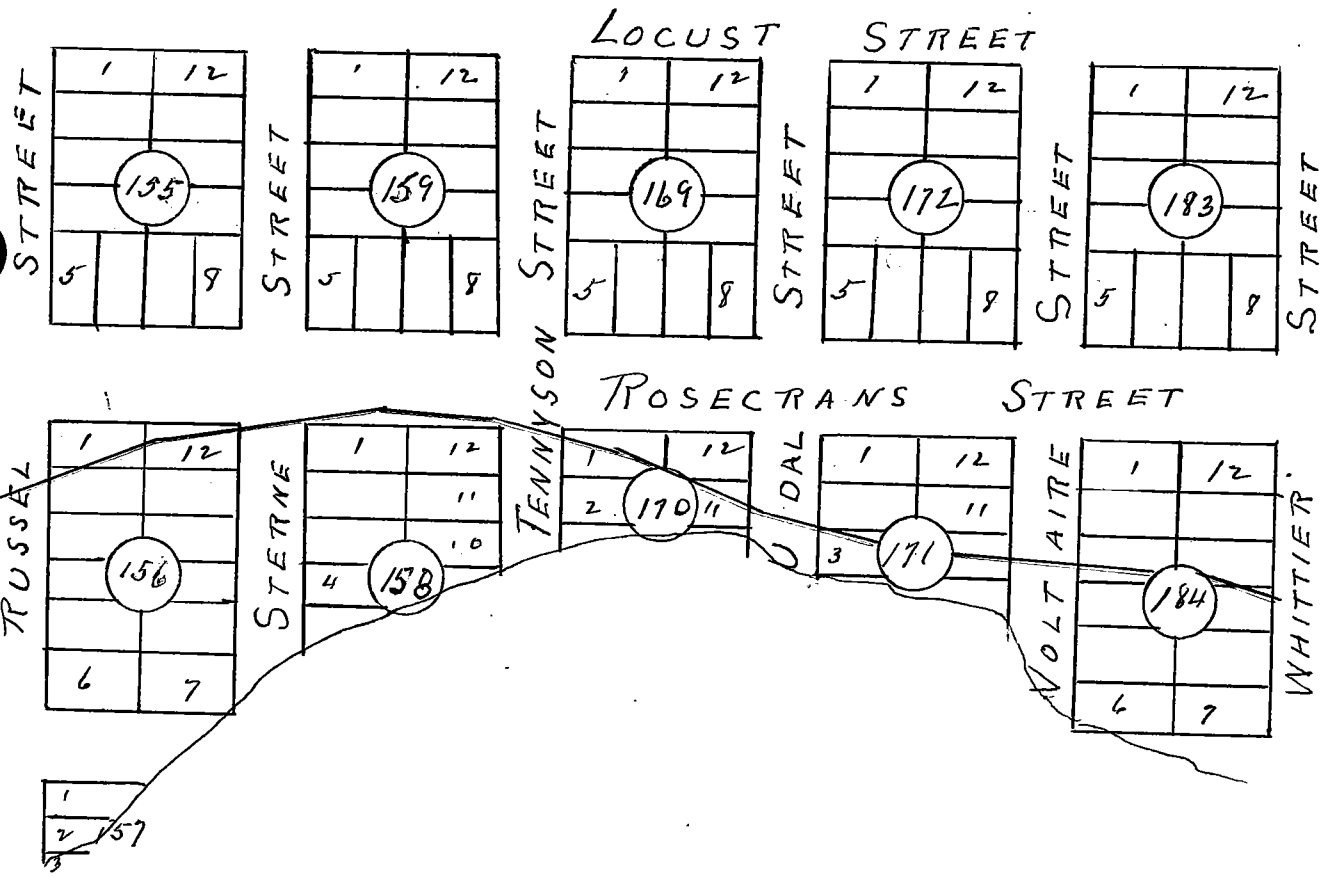 LOCUST STREET
1 12 1 12 1 12 1 12 1 12
STREET STREET TENNYSON STREET STREET STREET STREET
155 159 169 172 183
5 8 5 8 5 8 5 8 5 8
ROSECRANS STREET
RUSSEL STERNE UDAL VOLTAIRE WHITTIER
1 12 1 12 1 12 1 12 1 12
11 2 11 11
10
156 4 158 170 3 171 184
6 7 6 7
1
2 157
3